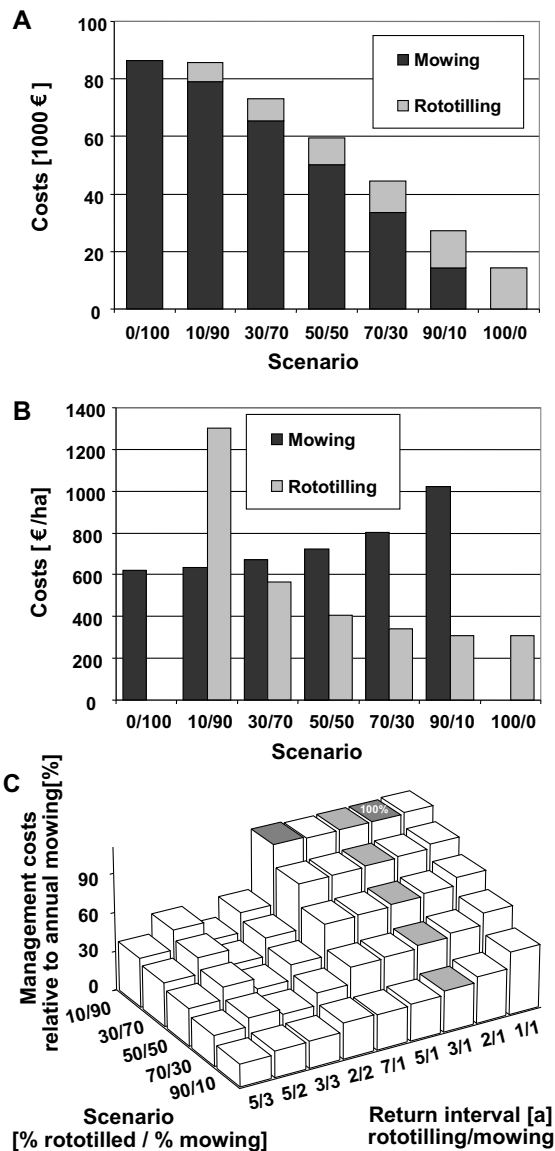 A
100
80
60
40
20
0
Costs [1000 €]
Mowing
Rototilling
0/100 10/90 30/70 50/50 70/30 90/10 100/0
Scenario
B
1400
1200
1000
800
600
400
200
0
Costs [€/ha]
Mowing
Rototilling
0/100 10/90 30/70 50/50 70/30 90/10 100/0
Scenario
C
Management costs
relative to annual mowing[%]
90
60
30
0
100%
10/90
30/70
50/50
70/30
90/10
5/3 5/2 3/3 2/2 7/1 5/1 3/1 2/1 1/1
Scenario
[% rototilled / % mowing]
Return interval [a]
rototilling/mowing